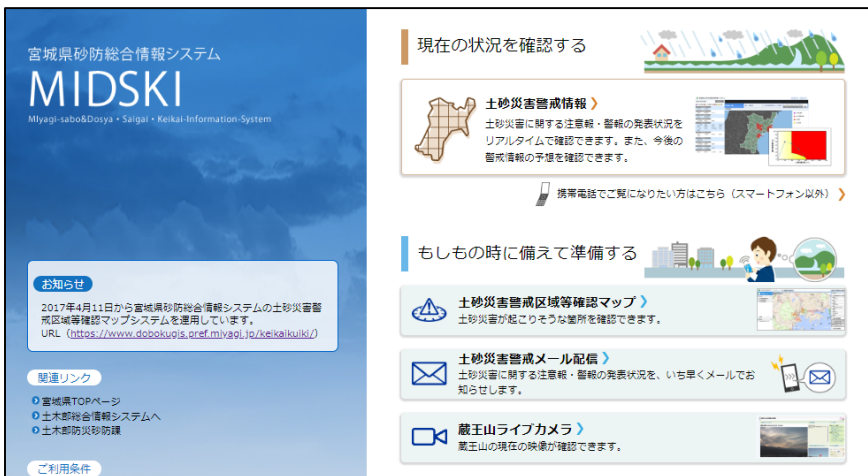 宮城県砂防総合情報システム
MIDSKI
MIyagi-sabo&Dosya・Saigai・Keikai-Information-System
お知らせ
2017年4月11日から宮城県砂防総合情報システムの土砂災害警
戒区域等確認マップシステムを運用しています。
URL（https://www.dobokugis.pref.miyagi.jp/keikaikuiki/）
関連リンク
宮城県TOPページ
土木部総合情報システムへ
土木部防災砂防課
ご利用条件
現在の状況を確認する
土砂災害警戒情報
土砂災害に関する注意報・警報の発表状況を
リアルタイムで確認できます。また、今後の
警戒情報の予想を確認できます。
携帯電話でご覧になりたい方はこちら（スマートフォン以外）
もしもの時に備えて準備する
土砂災害警戒区域等確認マップ
土砂災害が起こりそうな箇所を確認できます。
土砂災害警戒メール配信
土砂災害に関する注意報・警報の発表状況を、いち早くメールでお
知らせします。
蔵王山ライブカメラ
蔵王山の現在の映像が確認できます。